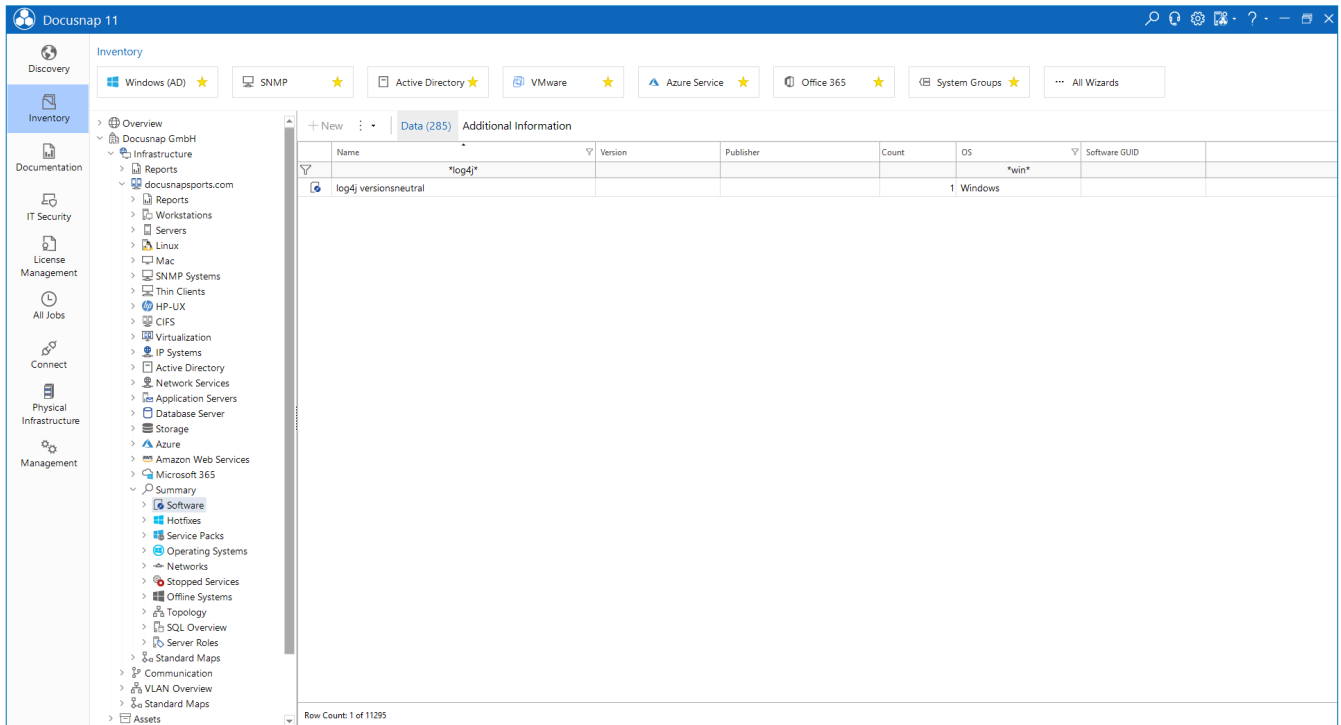 Docusnap 11
Discovery
Inventory
Documentation
IT Security
License
Management
All Jobs
Connect
Physical
Infrastructure
Management
Inventory
Windows (AD)
SNMP
Active Directory
VMware
Azure Service
Office 365
System Groups
All Wizards
Overview
Docusnap GmbH
Infrastructure
Reports
docusnapsports.com
Reports
Workstations
Servers
Linux
Mac
SNMP Systems
Thin Clients
HP-UX
CIFS
Virtualization
IP Systems
Active Directory
Network Services
Application Servers
Database Server
Storage
Azure
Amazon Web Services
Microsoft 365
Summary
Software
Hotfixes
Service Packs
Operating Systems
Networks
Stopped Services
Offline Systems
Topology
SQL Overview
Server Roles
Standard Maps
Communication
VLAN Overview
Standard Maps
Assets
New Data (285) Additional Information
Name Version Publisher Count OS Software GUID
*log4j* *win*
log4j versionsneutral 1 Windows
Row Count: 1 of 11295